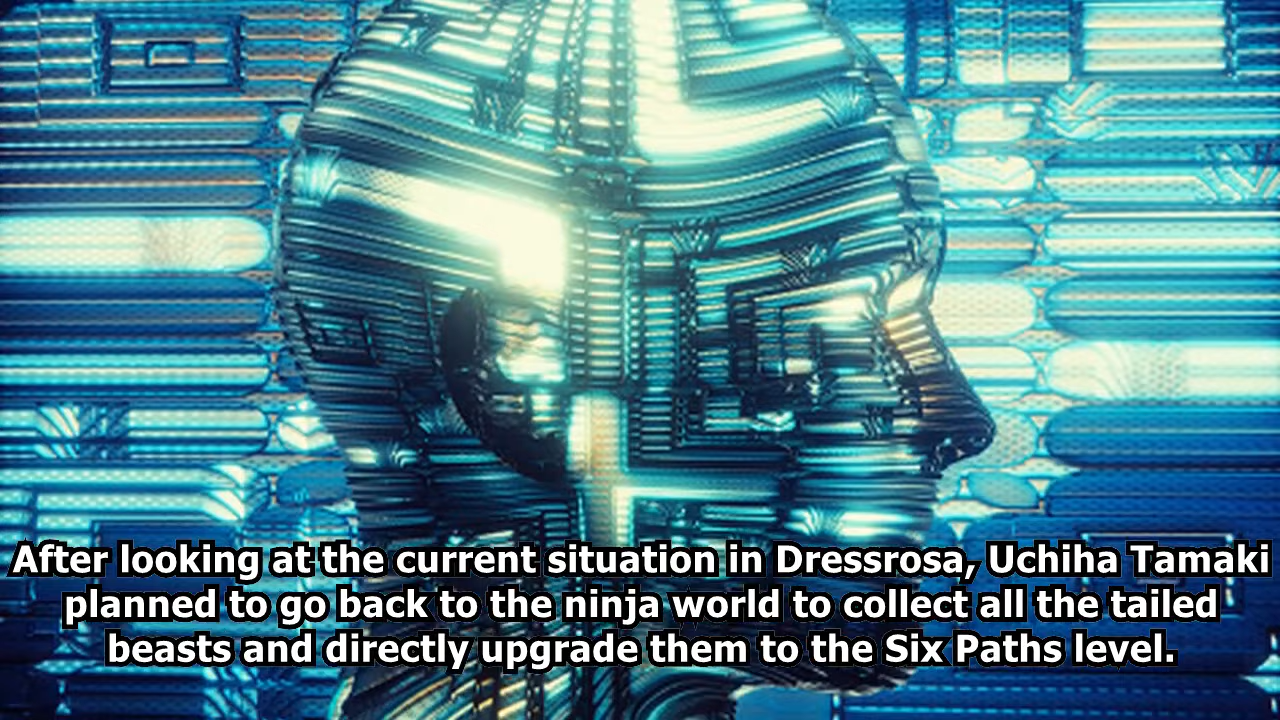 After looking at the current situation in Dressrosa, Uchiha Tamaki
planned to go back to the ninja world to collect all the tailed
beasts and directly upgrade them to the Six Paths level.